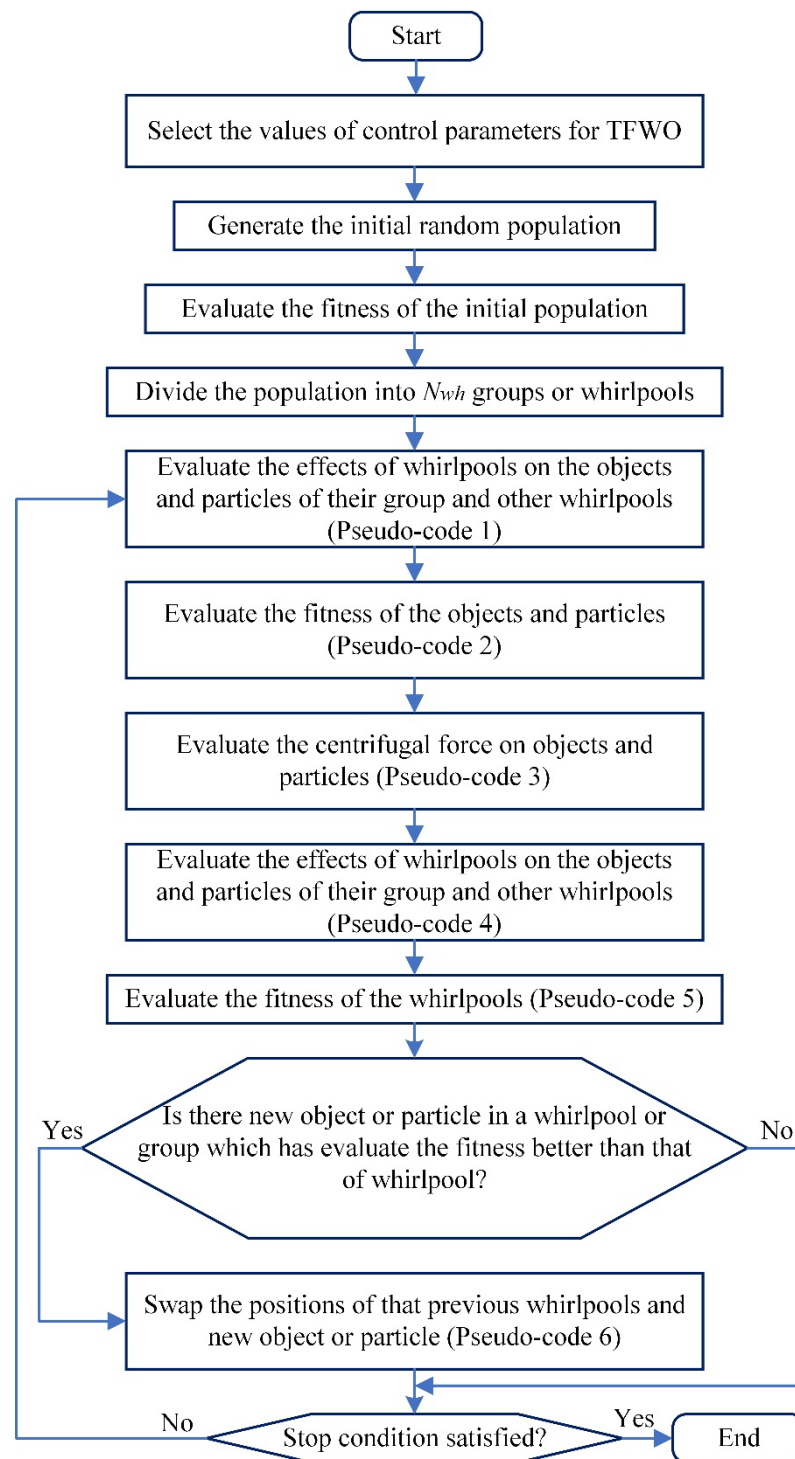 Start
Select the values of control parameters for TFWO
Generate the initial random population
Evaluate the fitness of the initial population
Divide the population into Nwh groups or whirlpools
Evaluate the effects of whirlpools on the objects
and particles of their group and other whirlpools
(Pseudo-code 1)
Evaluate the fitness of the objects and particles
(Pseudo-code 2)
Evaluate the centrifugal force on objects and
particles (Pseudo-code 3)
Evaluate the effects of whirlpools on the objects
and particles of their group and other whirlpools
(Pseudo-code 4)
Evaluate the fitness of the whirlpools (Pseudo-code 5)
Yes
Is there new object or particle in a whirlpool or
group which has evaluate the fitness better than that
of whirlpool?
No
Swap the positions of that previous whirlpools and
new object or particle (Pseudo-code 6)
No
Stop condition satisfied?
Yes
End